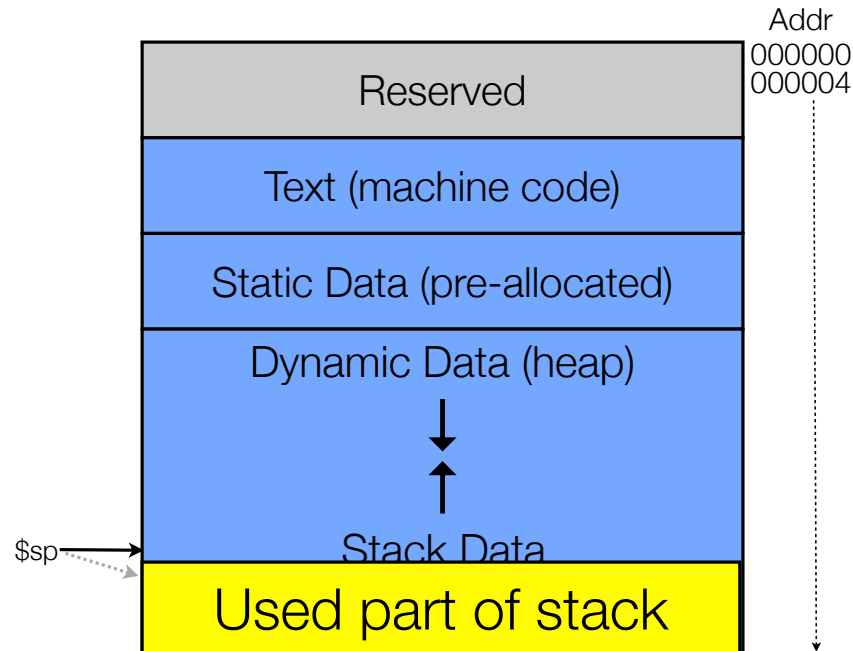 Addr
000000
000004
Reserved
Text (machine code)
Static Data (pre-allocated)
Dynamic Data (heap)
$sp
Stack Data
Used part of stack